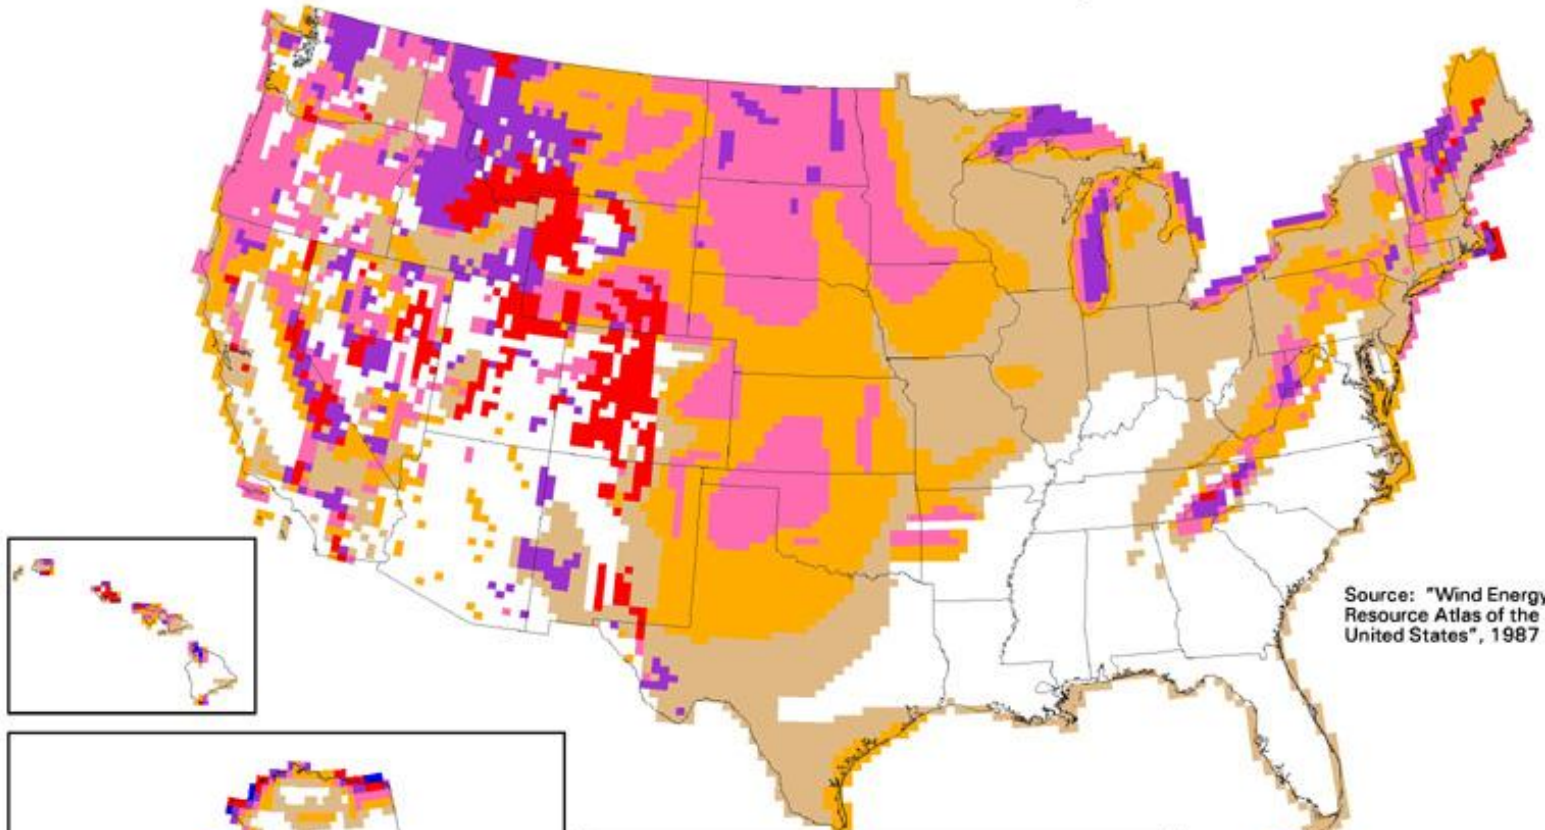 Source: "Wind Energy
Resource Atlas of the
United States", 1987